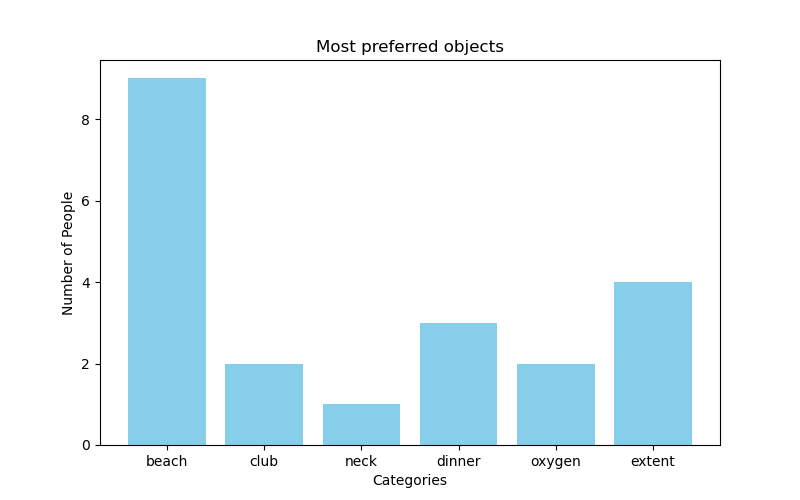 Most preferred objects
Number of People
8
6
4
2
0
beach club neck dinner oxygen extent
Categories